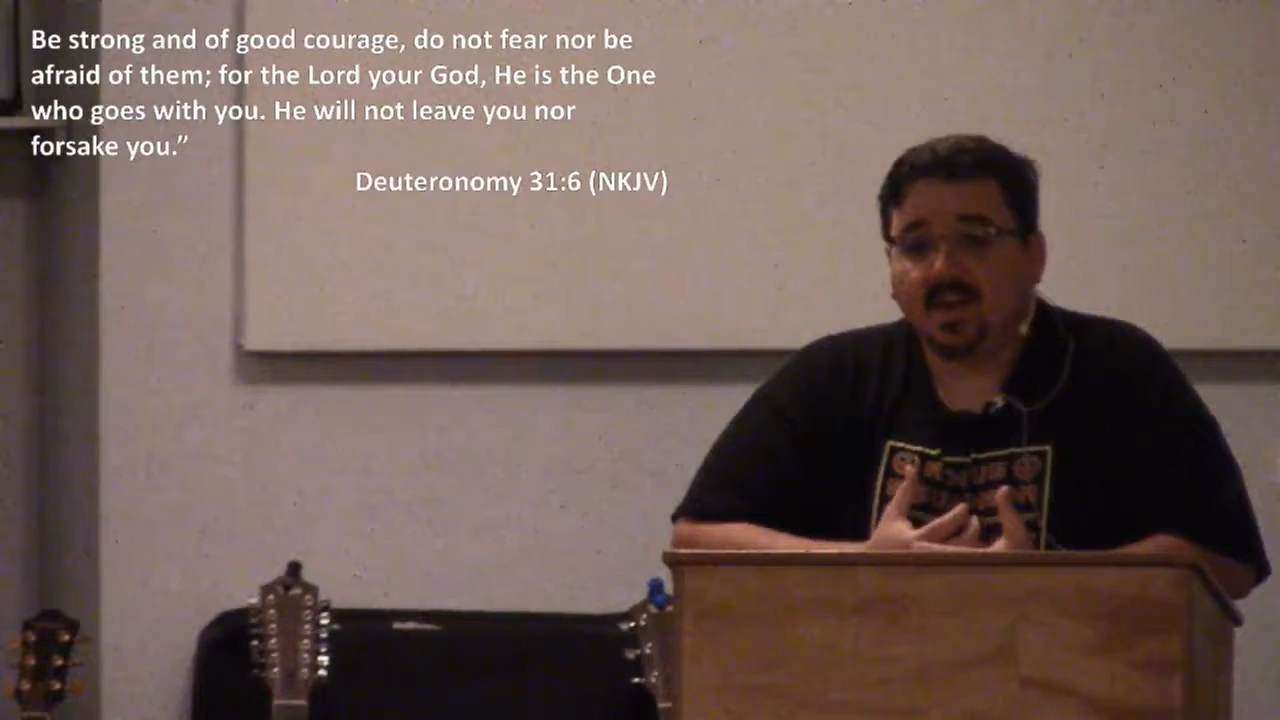 Be strong and of good courage, do not fear nor be
afraid of them; for the Lord your God, He is the One
who goes with you. He will not leave you nor
forsake you.”
Deuteronomy 31:6 (NKJV)